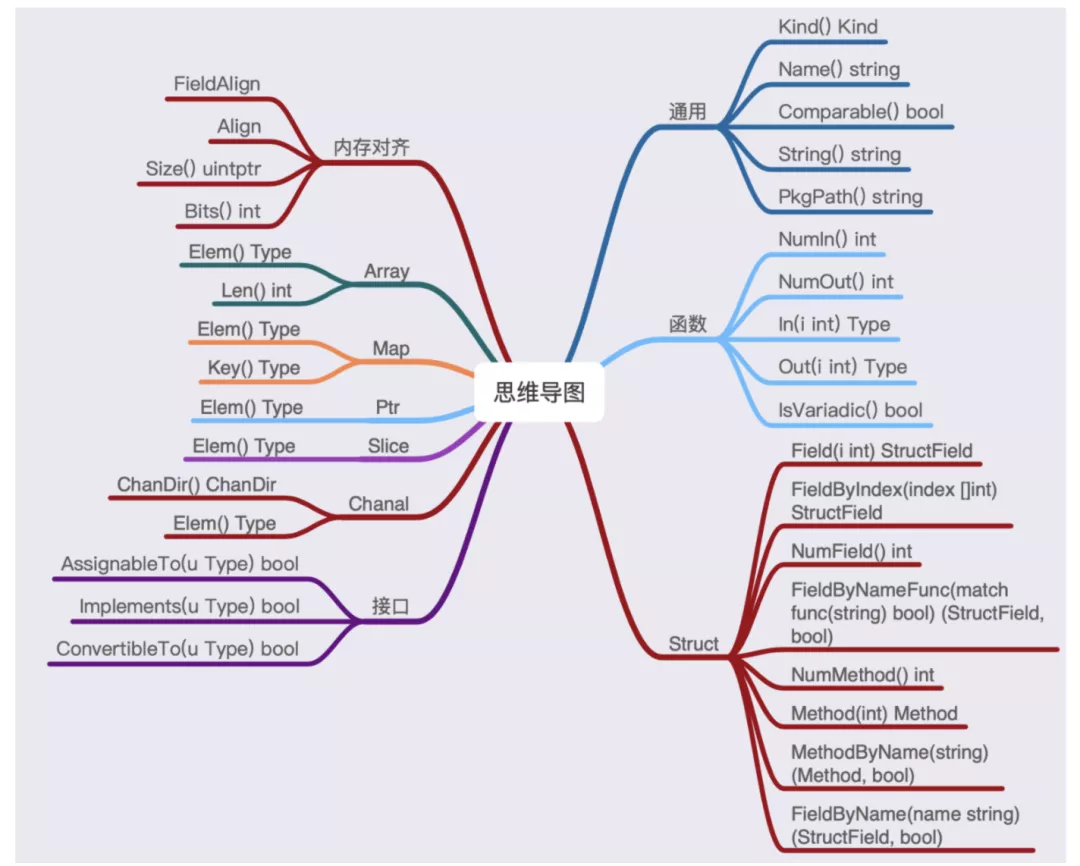 思维导图
通用
Kind() Kind
Name() string
Comparable() bool
String() string
PkgPath() string
函数
NumIn() int
NumOut() int
In(i int) Type
Out(i int) Type
IsVariadic() bool
Struct
Field(i int) StructField
FieldByIndex(index []int)
StructField
NumField() int
FieldByNameFunc(match
func(string) bool) (StructField,
bool)
NumMethod() int
Method(int) Method
MethodByName(string)
(Method, bool)
FieldByName(name string)
(StructField, bool)
内存对齐
FieldAlign
Align
Size() uintptr
Bits() int
Array
Elem() Type
Len() int
Map
Elem() Type
Key() Type
Ptr
Elem() Type
Slice
Elem() Type
Chanal
ChanDir() ChanDir
Elem() Type
接口
AssignableTo(u Type) bool
Implements(u Type) bool
ConvertibleTo(u Type) bool